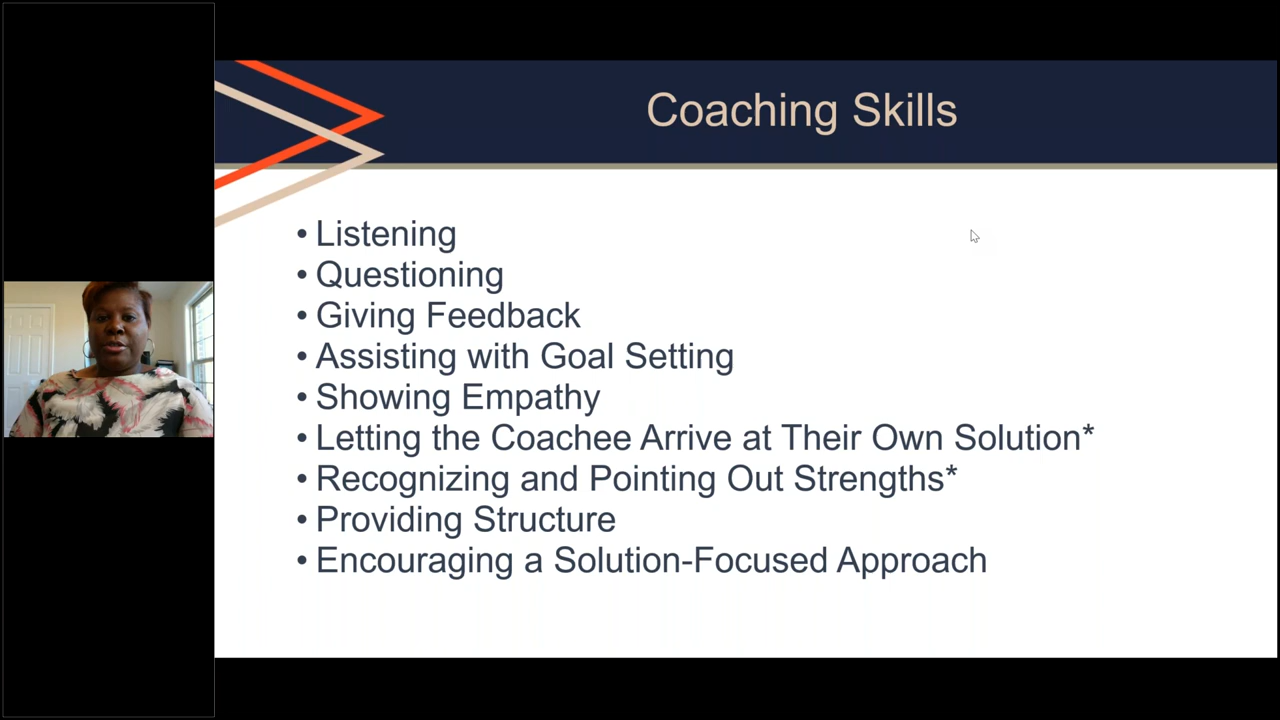 Coaching Skills
• Listening
• Questioning
• Giving Feedback
• Assisting with Goal Setting
• Showing Empathy
• Letting the Coachee Arrive at Their Own Solution*
• Recognizing and Pointing Out Strengths*
• Providing Structure
• Encouraging a Solution-Focused Approach